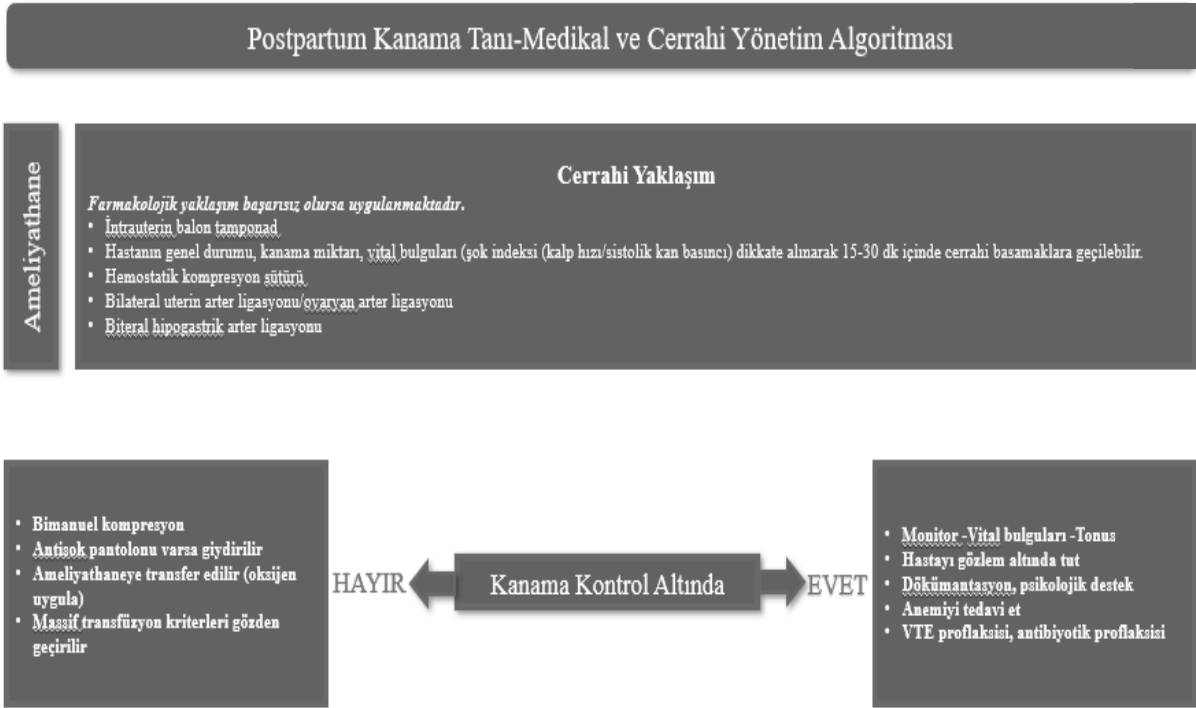 Postpartum Kanama Tanı-Medikal ve Cerrahi Yönetim Algoritması
Ameliyathane
Cerrahi Yaklaşım
Farmakolojik yaklaşım başarısız olursa uygulanmaktadır.
• İntrauterin balon tamponad
• Hastanın genel durumu, kanama miktarı, vital bulguları (şok indeksi (kalp hızı/sistolik kan basıncı) dikkate alınarak 15-30 dk içinde cerrahi basamaklara geçilebilir.
• Hemostatik kompresyon sütürü
• Bilateral uterin arter ligasyonu/ovaryan arter ligasyonu
• Biteral hipogastrik arter ligasyonu
• Bimanuel kompresyon
• Antişok pantolonu varsa giydirilir
• Ameliyathaneye transfer edilir (oksijen
uygula)
• Massif transfüzyon kriterleri gözden
geçirilir
HAYIR
Kanama Kontrol Altında
EVET
• Monitor -Vital bulguları -Tonus
• Hastayı gözlem altında tut
• Dökümantasyon, psikolojik destek
• Anemiyi tedavi et
• VTE proflaksisi, antibiyotik proflaksisi